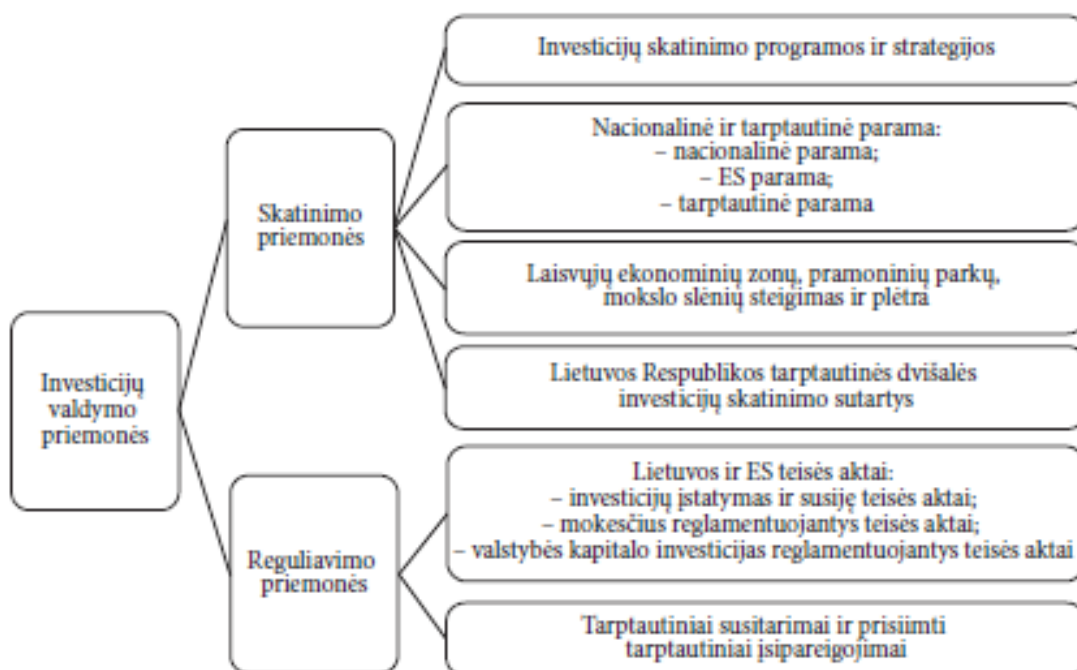 Investicijų
valdymo
priemonės
Skatinimo
priemonės
Investicijų skatinimo programos ir strategijos
Nacionalinė ir tarptautinė parama:
– nacionalinė parama;
– ES parama;
– tarptautinė parama
Laisvųjų ekonominių zonų, pramoninių parkų,
mokslo slėnių steigimas ir plėtra
Lietuvos Respublikos tarptautinės dvišalės
investicijų skatinimo sutartys
Reguliavimo
priemonės
Lietuvos ir ES teisės aktai:
– investicijų įstatymas ir susiję teisės aktai;
– mokesčius reglamentuojantys teisės aktai;
– valstybės kapitalo investicijas reglamentuojantys teisės aktai
Tarptautiniai susitarimai ir prisiimti
tarptautiniai įsipareigojimai